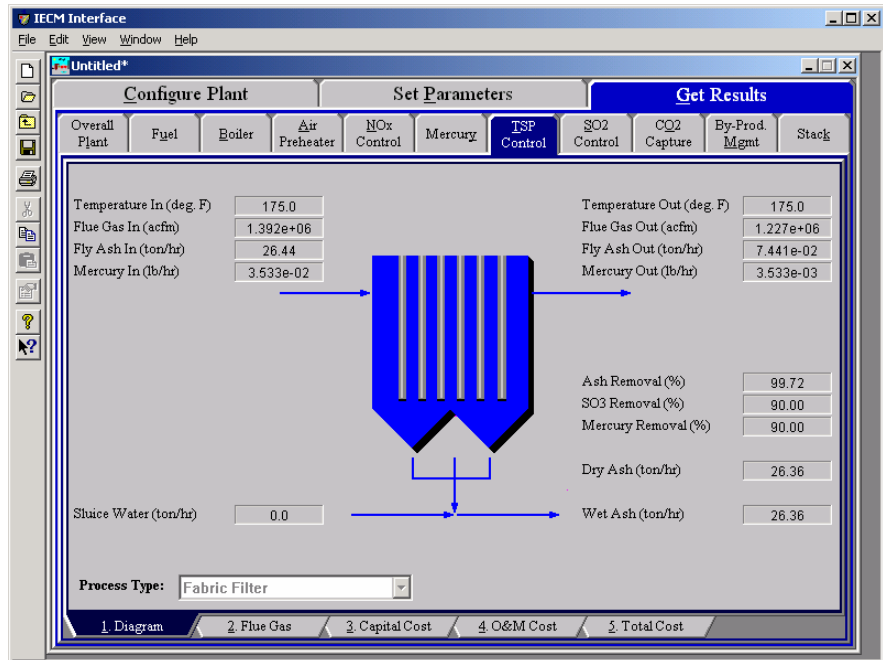 IECM Interface
File Edit View Window Help
Untitled*
Configure Plant Set Parameters Get Results
Overall Plant Fuel Boiler Air Preheater NOx Control Mercury TSP Control SO2 Control CO2 Capture By-Prod. Mgmt Stack
Temperature In (deg. F) 175.0 Temperature Out (deg. F) 175.0
Flue Gas In (acfm) 1.392e+06 Flue Gas Out (acfm) 1.227e+06
Fly Ash In (ton/hr) 26.44 Fly Ash Out (ton/hr) 7.441e-02
Mercury In (lb/hr) 3.533e-02 Mercury Out (lb/hr) 3.533e-03
Ash Removal (%) 99.72
SO3 Removal (%) 90.00
Mercury Removal (%) 90.00
Dry Ash (ton/hr) 26.36
Sluice Water (ton/hr) 0.0 Wet Ash (ton/hr) 26.36
Process Type: Fabric Filter
1. Diagram 2. Flue Gas 3. Capital Cost 4. O&M Cost 5. Total Cost